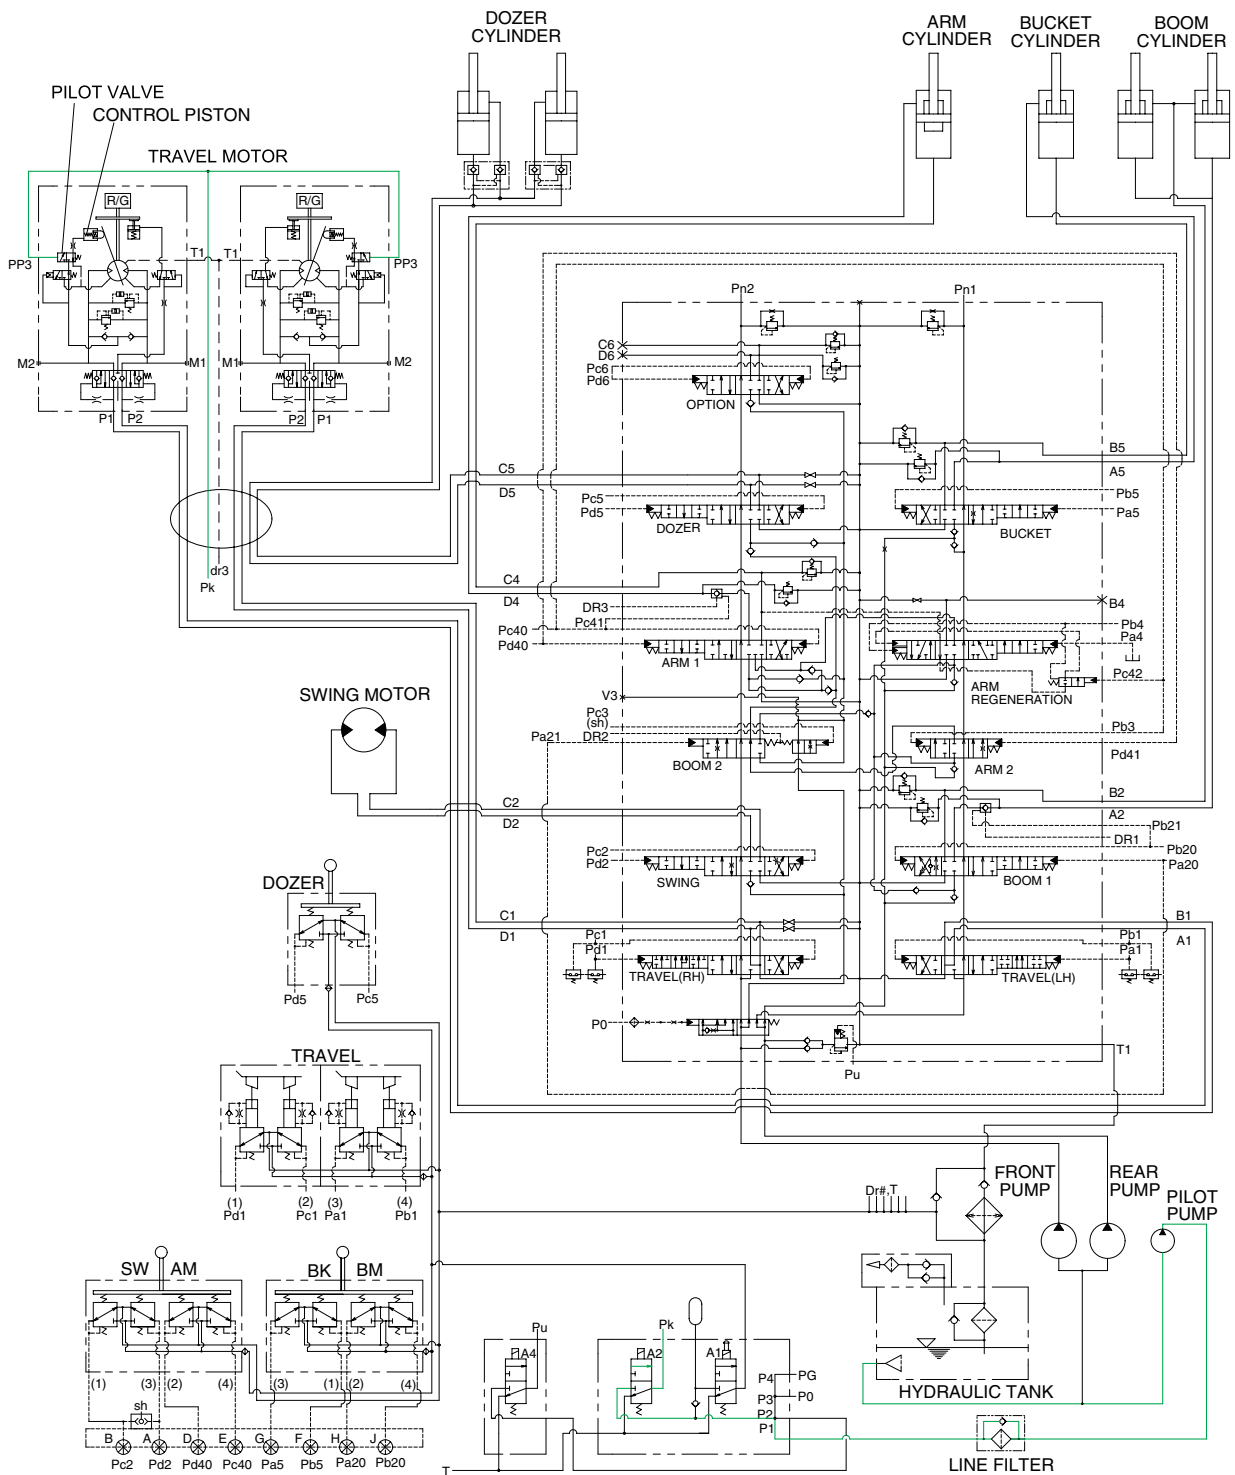 DOZER
CYLINDER
ARM
CYLINDER
BUCKET
CYLINDER
BOOM
CYLINDER
PILOT VALVE
CONTROL PISTON
TRAVEL MOTOR
R/G
R/G
PP3
T1
T1
PP3
M2
M1
M1
M2
P1
P2
P2
P1
dr3
Pk
Pn2
Pn1
C6
D6
Pc6
Pd6
OPTION
B5
A5
C5
D5
Pc5
Pd5
DOZER
BUCKET
Pb5
Pa5
C4
D4
DR3
Pc41
Pc40
Pd40
ARM 1
B4
Pb4
Pa4
ARM
REGENERATION
Pc42
SWING MOTOR
V3
Pc3
(sh)
DR2
Pa21
BOOM 2
Pb3
Pd41
ARM 2
C2
D2
B2
A2
Pb21
DR1
Pc2
Pd2
SWING
Pb20
Pa20
BOOM 1
DOZER
Pd5
Pc5
C1
D1
B1
A1
Pc1
Pd1
TRAVEL(RH)
Pb1
Pa1
TRAVEL(LH)
P0
Pu
T1
TRAVEL
(1)
Pd1
(2)
Pc1
(3)
Pa1
(4)
Pb1
Dr#,T
FRONT
PUMP
REAR
PUMP
PILOT
PUMP
SW
AM
BK
BM
(1)
(3)
(2)
(4)
(3)
(1)
(2)
(4)
sh
B
A
D
E
G
F
H
J
Pc2
Pd2
Pd40
Pc40
Pa5
Pb5
Pa20
Pb20
Pu
A4
Pk
A2
A1
P4
PG
P3
P0
P2
P1
T
HYDRAULIC TANK
LINE FILTER